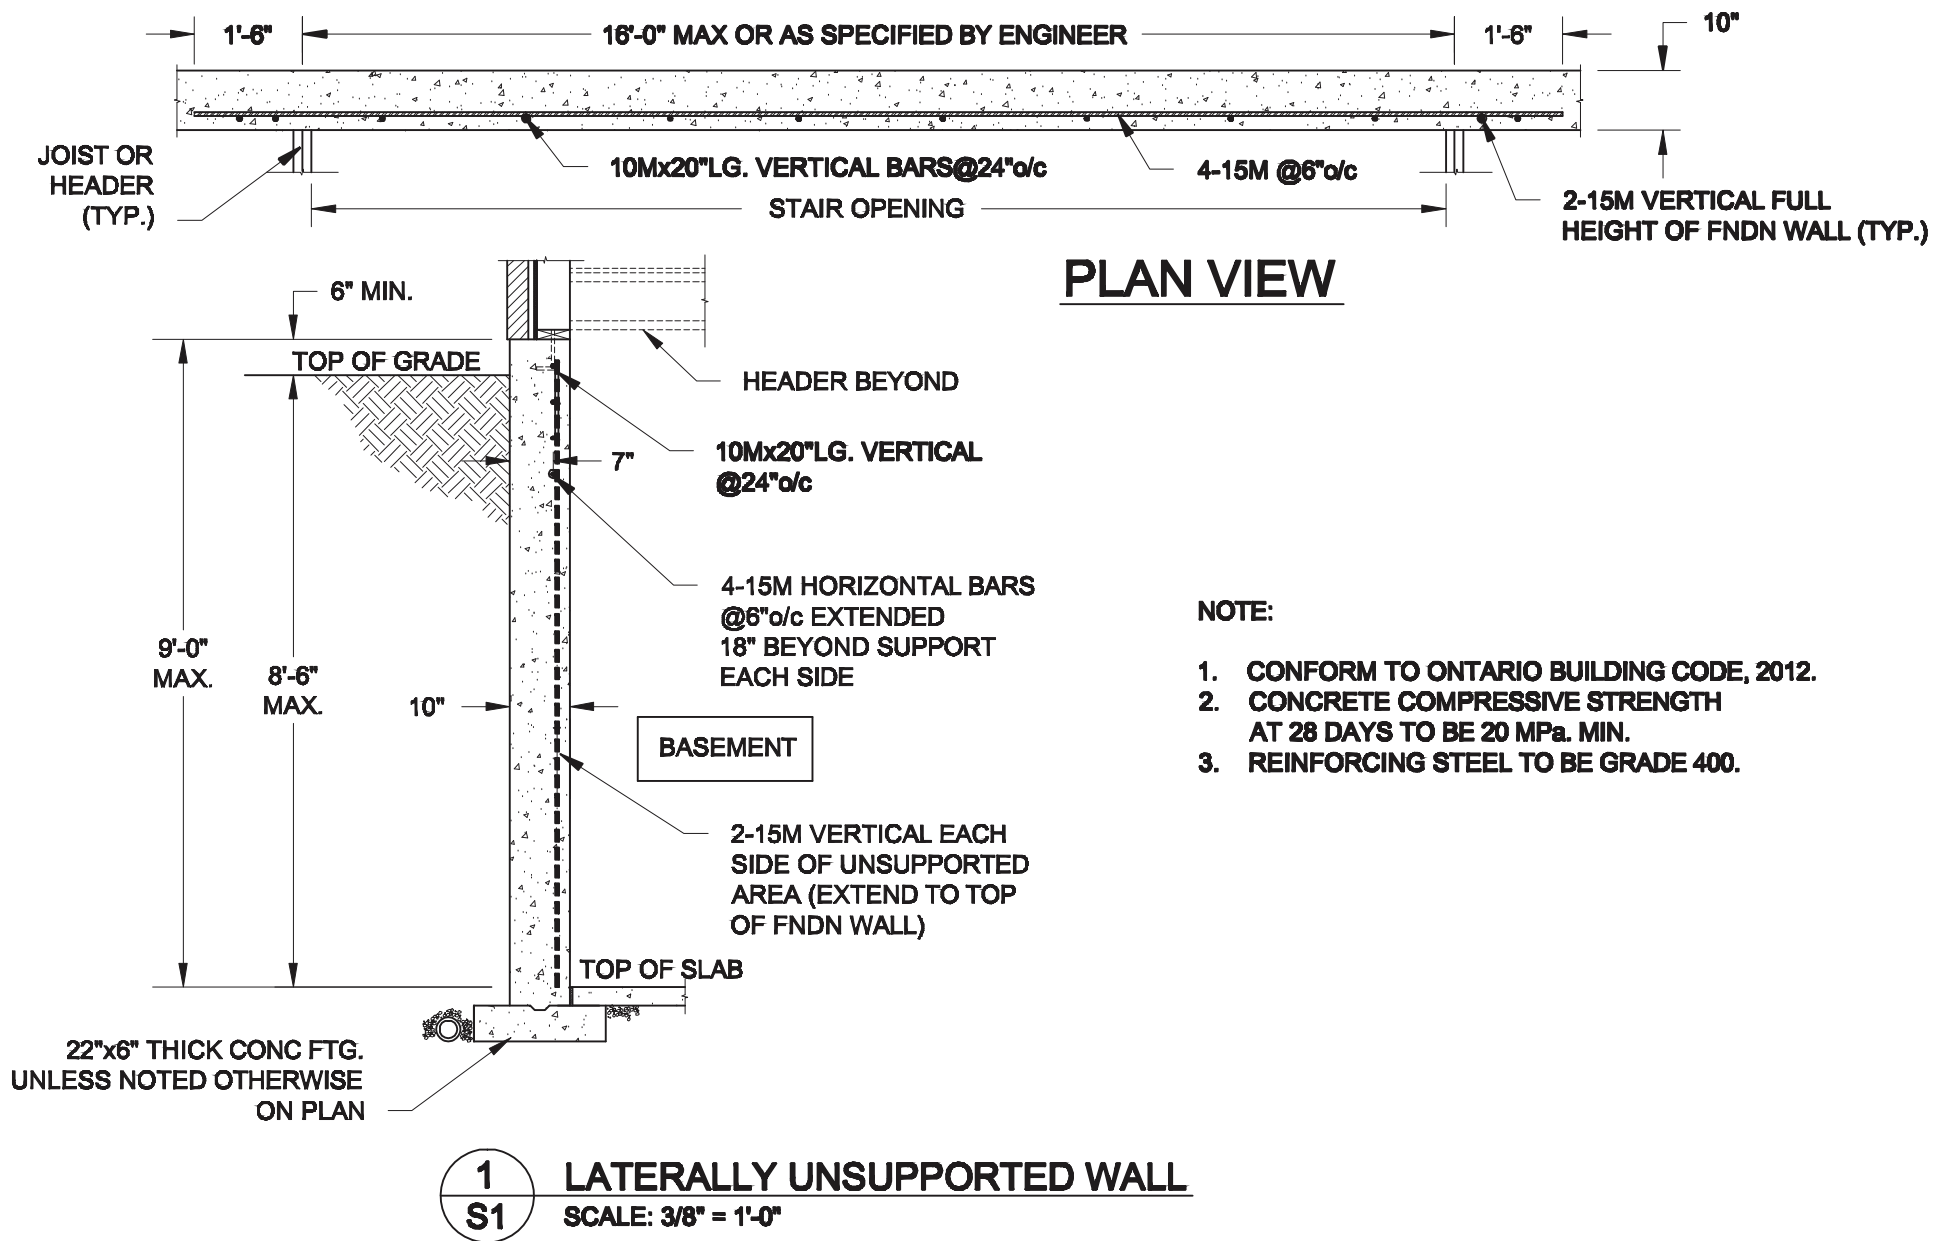 1'-6"
16'-0" MAX OR AS SPECIFIED BY ENGINEER
1'-6"
10"
JOIST OR
HEADER
(TYP.)
10Mx20"LG. VERTICAL BARS@24"o/c
4-15M @6"o/c
STAIR OPENING
2-15M VERTICAL FULL
HEIGHT OF FNDN WALL (TYP.)
PLAN VIEW
6" MIN.
TOP OF GRADE
HEADER BEYOND
10Mx20"LG. VERTICAL
@24"o/c
7"
4-15M HORIZONTAL BARS
@6"o/c EXTENDED
18" BEYOND SUPPORT
EACH SIDE
9'-0"
MAX.
8'-6"
MAX.
10"
BASEMENT
2-15M VERTICAL EACH
SIDE OF UNSUPPORTED
AREA (EXTEND TO TOP
OF FNDN WALL)
TOP OF SLAB
22"x6" THICK CONC FTG.
UNLESS NOTED OTHERWISE
ON PLAN
NOTE:
1. CONFORM TO ONTARIO BUILDING CODE, 2012.
2. CONCRETE COMPRESSIVE STRENGTH
AT 28 DAYS TO BE 20 MPa. MIN.
3. REINFORCING STEEL TO BE GRADE 400.
1
S1
LATERALLY UNSUPPORTED WALL
SCALE: 3/8" = 1'-0"